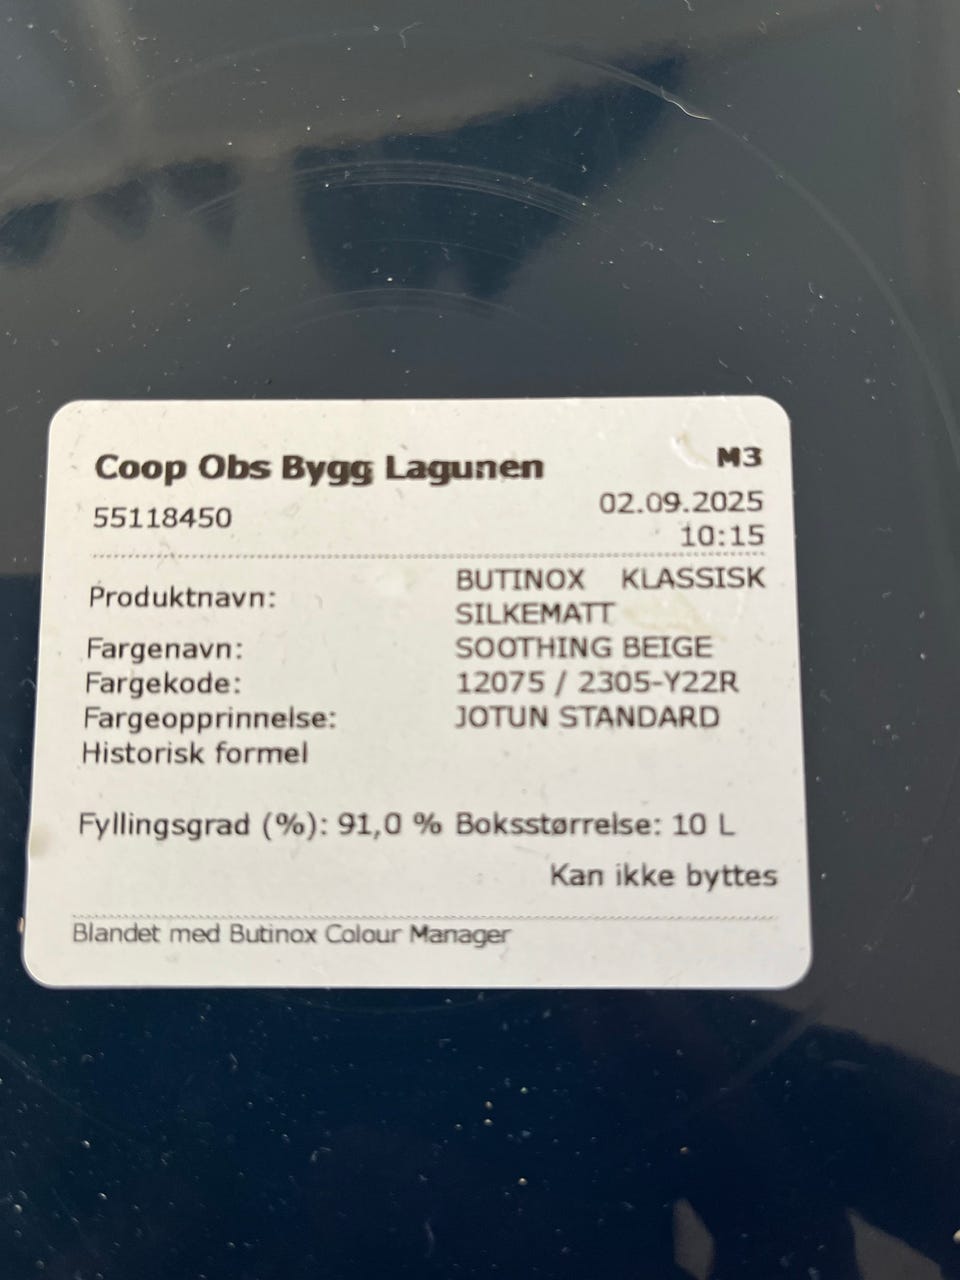 Coop Obs Bygg Lagunen M3
55118450 02.09.2025
10:15
Produktnavn: BUTINOX KLASSISK
SILKEMATT
Fargenavn: SOOTHING BEIGE
Fargekode: 12075 / 2305-Y22R
Fargeopprinnelse: JOTUN STANDARD
Historisk formel
Fyllingsgrad (%): 91,0 % Boksstørrelse: 10 L
Kan ikke byttes
Blandet med Butinox Colour Manager